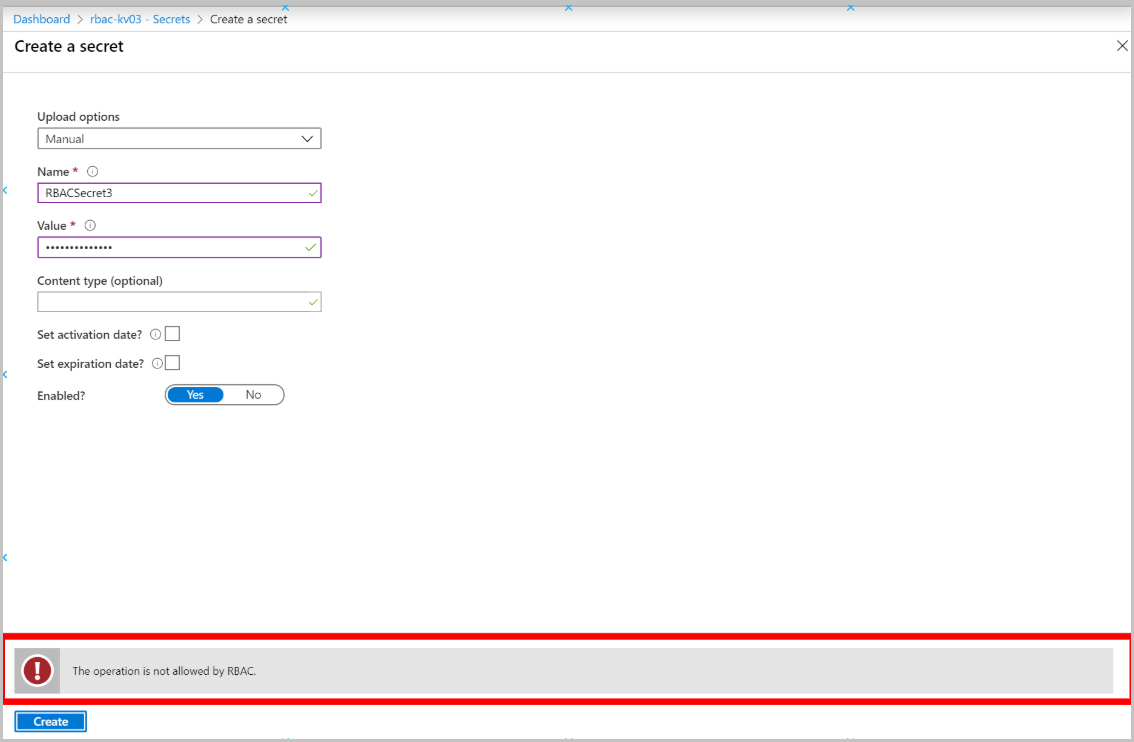 Dashboard > rbac-kv03 - Secrets > Create a secret
Create a secret
Upload options
Manual
Name *
RBACSecret3
Value *
••••••••••••••
Content type (optional)
Set activation date?
Set expiration date?
Enabled? Yes No
The operation is not allowed by RBAC.
Create